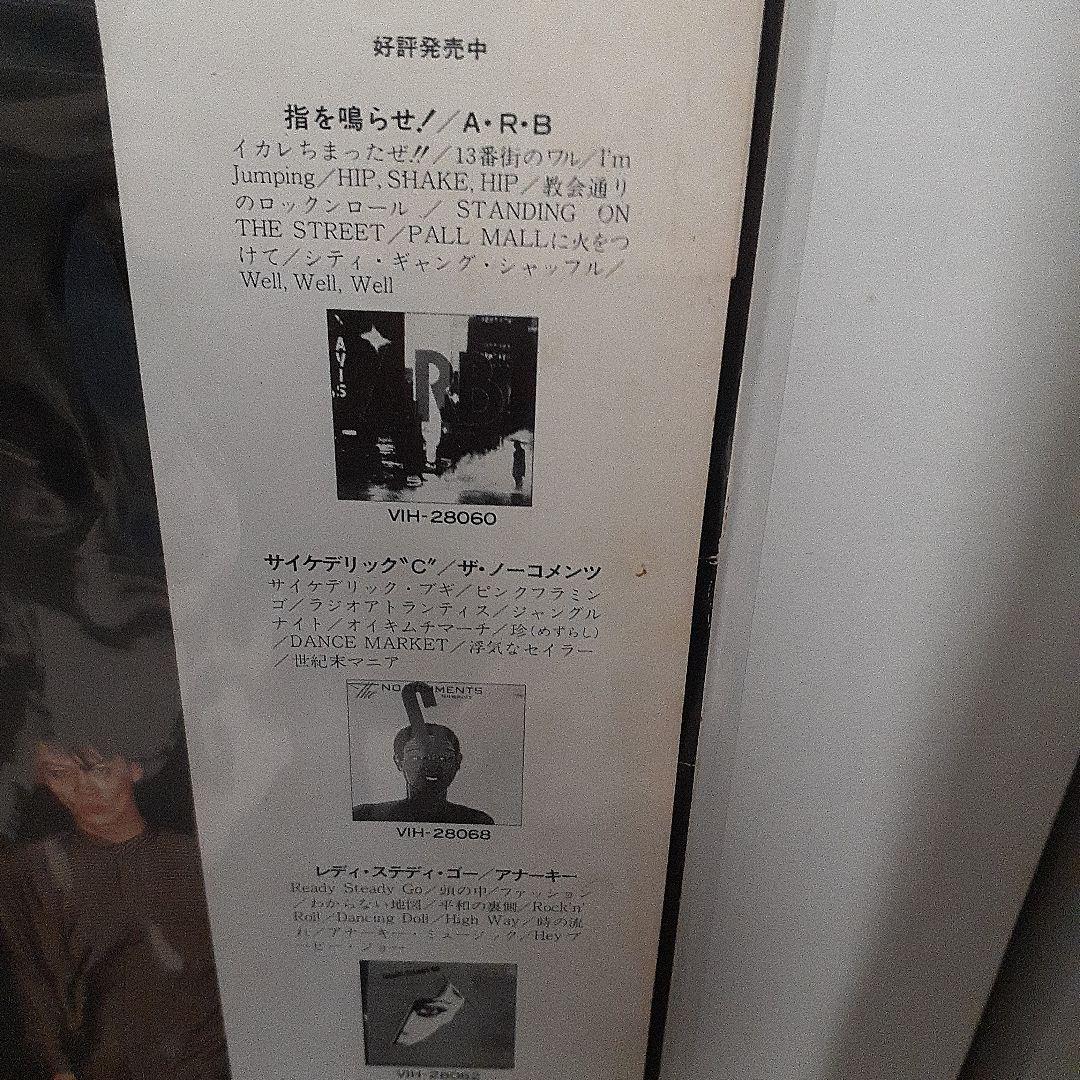 好評発売中
指を鳴らせ！／A・R・B
イカレちまったぜ!!／13番街のワル／I'm
Jumping／HIP, SHAKE, HIP／教会通り
のロックンロール ／ STANDING ON
THE STREET／PALL MALLに火をつ
けて／シティ・ギャング・シャッフル／
Well, Well, Well
AVIS
R
VIH-28060
サイケデリック“C”／ザ・ノーコメンツ
サイケデリック・ブギ／ピンクフラミン
ゴ／ラジオアトランティス／ジャングル
ナイト／オイキムチマーチ／珍(めずらし)
／DANCE MARKET／浮気なセイラー
／世紀末マニア
The NO COMMENTS
VIH-28068
レディ・ステディ・ゴー／アナーキー
Ready Steady Go／頭の中／ファッション
／わからない地図／平和の裏側／Rock'n'
Roll／Dancing Doll／High Way／時の流
れ／アナーキー・ミュージック／Hey ブ
ービー・ジョー
VIH-28062